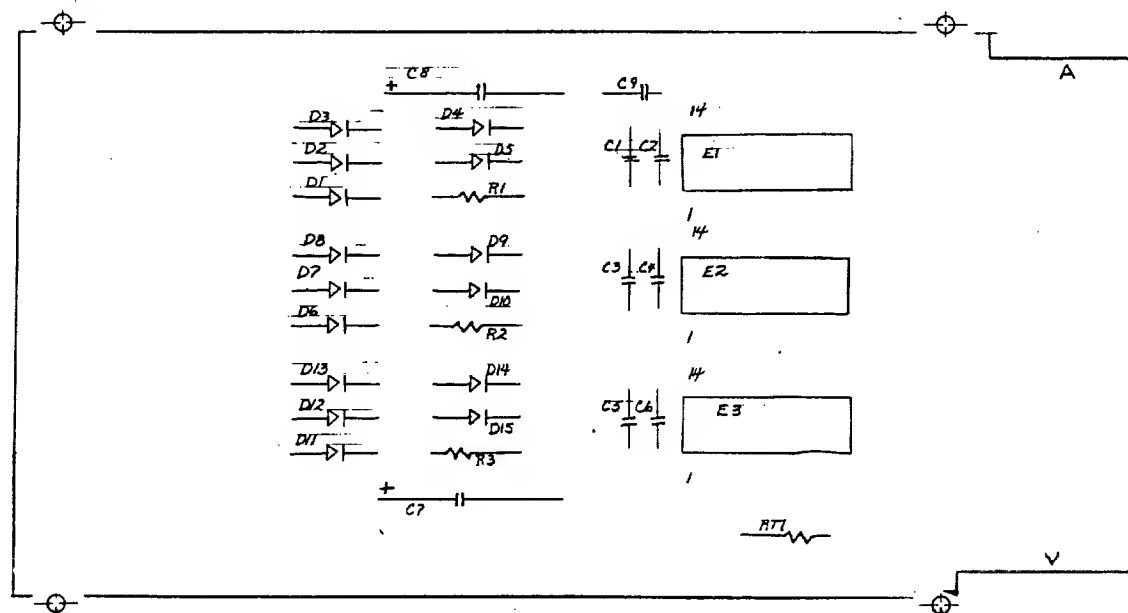 A
+ C8 C9
D3 D4 14
D2 D5 C1 C2 E1
D1 R1
1
14
D8 D9
D7 C3 C4 E2
D10
D6 R2
1
D13 D14 14
D12 C5 C6 E3
D15
D11 R3
1
+
C7
RT1
V